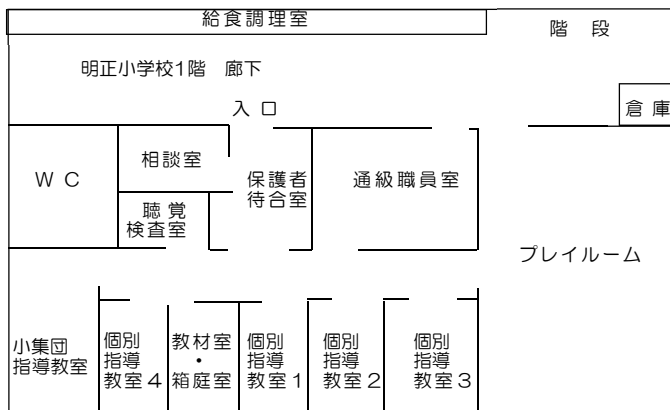 給食調理室
階　段
明正小学校1階　廊下
入口
倉庫
ＷＣ
相談室
聴覚
検査室
保護者
待合室
通級職員室
プレイルーム
小集団
指導教室
個別
指導
教室４
教材室
・
箱庭室
個別
指導
教室１
個別
指導
教室２
個別
指導
教室３